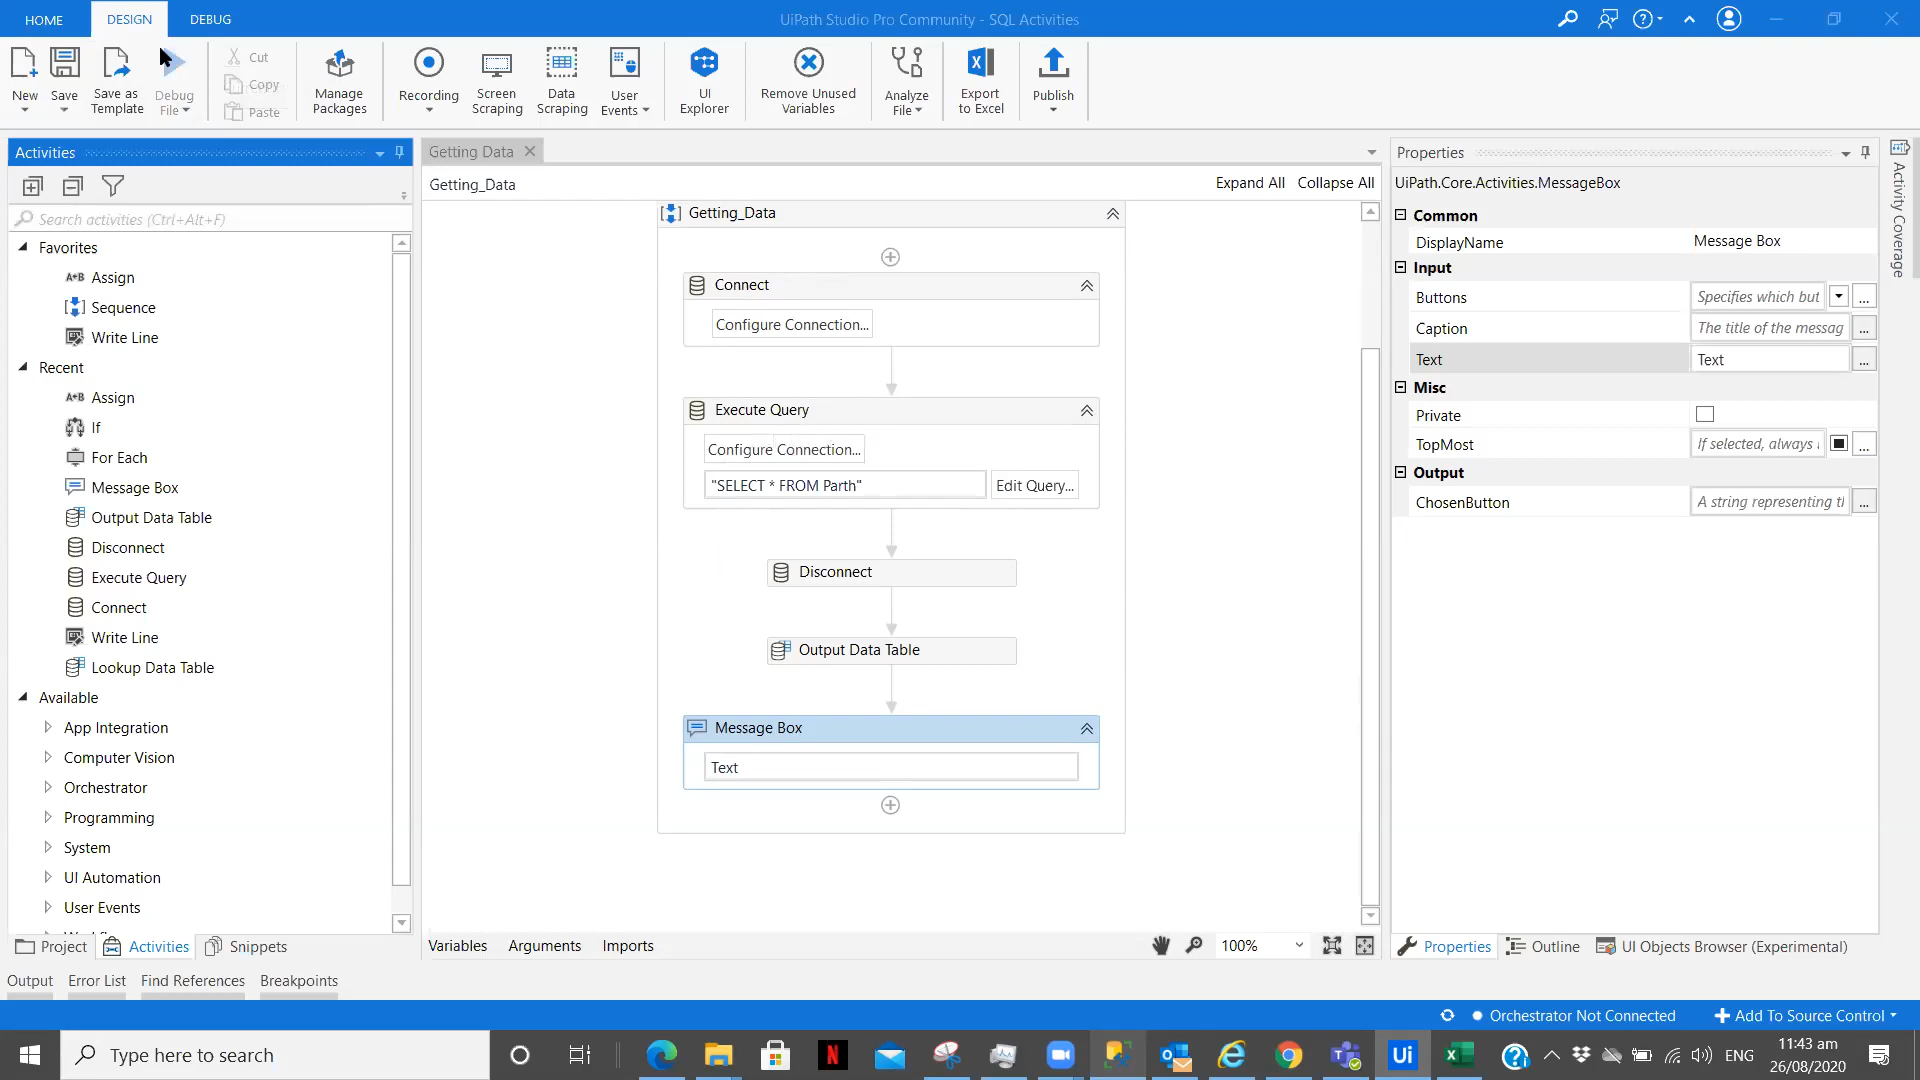 HOME
DESIGN
DEBUG
UiPath Studio Pro Community - SQL Activities
New
Save
Save as Template
Debug File
Cut
Copy
Paste
Manage Packages
Recording
Screen Scraping
Data Scraping
User Events
UI Explorer
Remove Unused Variables
Analyze File
Export to Excel
Publish
Activities
Search activities (Ctrl+Alt+F)
Favorites
Assign
Sequence
Write Line
Recent
Assign
If
For Each
Message Box
Output Data Table
Disconnect
Execute Query
Connect
Write Line
Lookup Data Table
Available
App Integration
Computer Vision
Orchestrator
Programming
System
UI Automation
User Events
Project
Activities
Snippets
Getting Data
Getting_Data
Expand All
Collapse All
Getting_Data
Connect
Configure Connection...
Execute Query
Configure Connection...
"SELECT * FROM Parth"
Edit Query...
Disconnect
Output Data Table
Message Box
Text
Variables
Arguments
Imports
100%
Properties
UiPath.Core.Activities.MessageBox
Common
DisplayName
Message Box
Input
Buttons
Specifies which but
...
Caption
The title of the messag
...
Text
Text
...
Misc
Private
TopMost
If selected, always
...
Output
ChosenButton
A string representing th
...
Properties
Outline
UI Objects Browser (Experimental)
Activity Coverage
Output
Error List
Find References
Breakpoints
Orchestrator Not Connected
Add To Source Control
Type here to search
Ui
ENG
11:43 am
26/08/2020